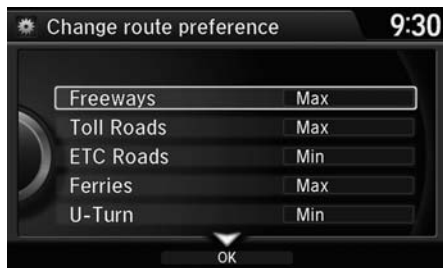 Change route preference 9:30
Freeways Max
Toll Roads Max
ETC Roads Min
Ferries Max
U-Turn Min
OK